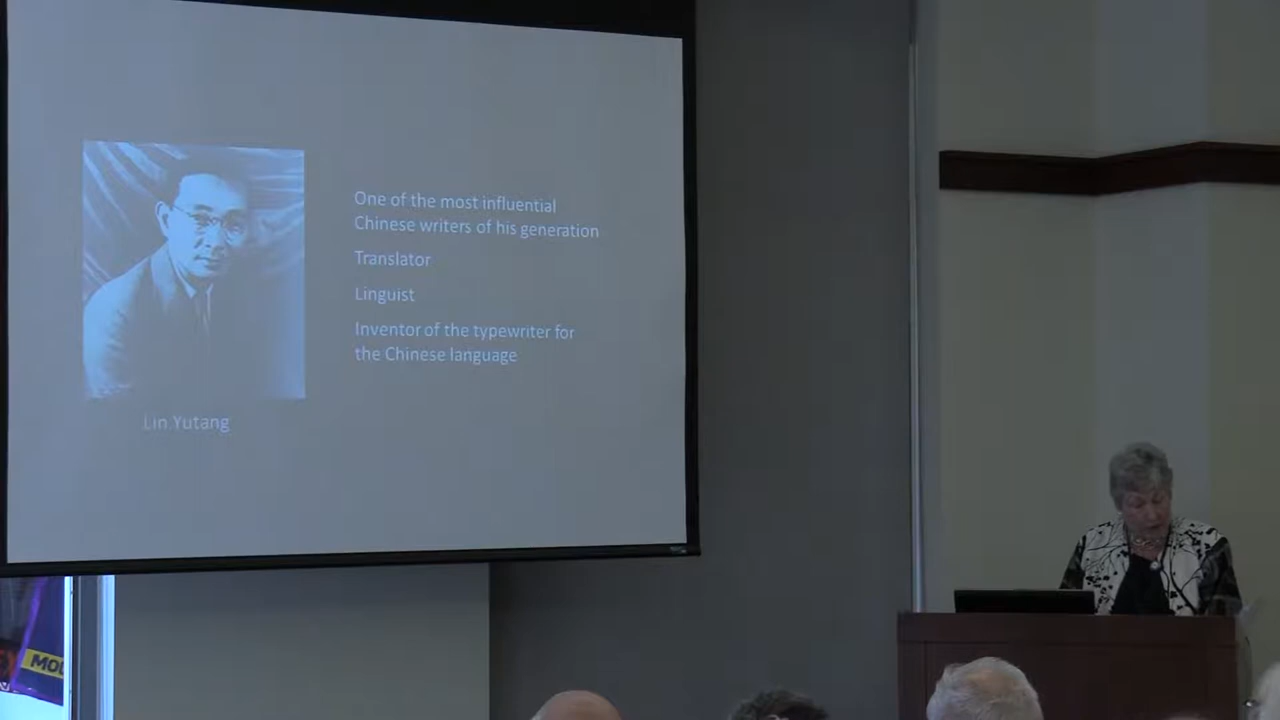 One of the most influential
Chinese writers of his generation
Translator
Linguist
Inventor of the typewriter for
the Chinese language
Lin Yutang
MOU